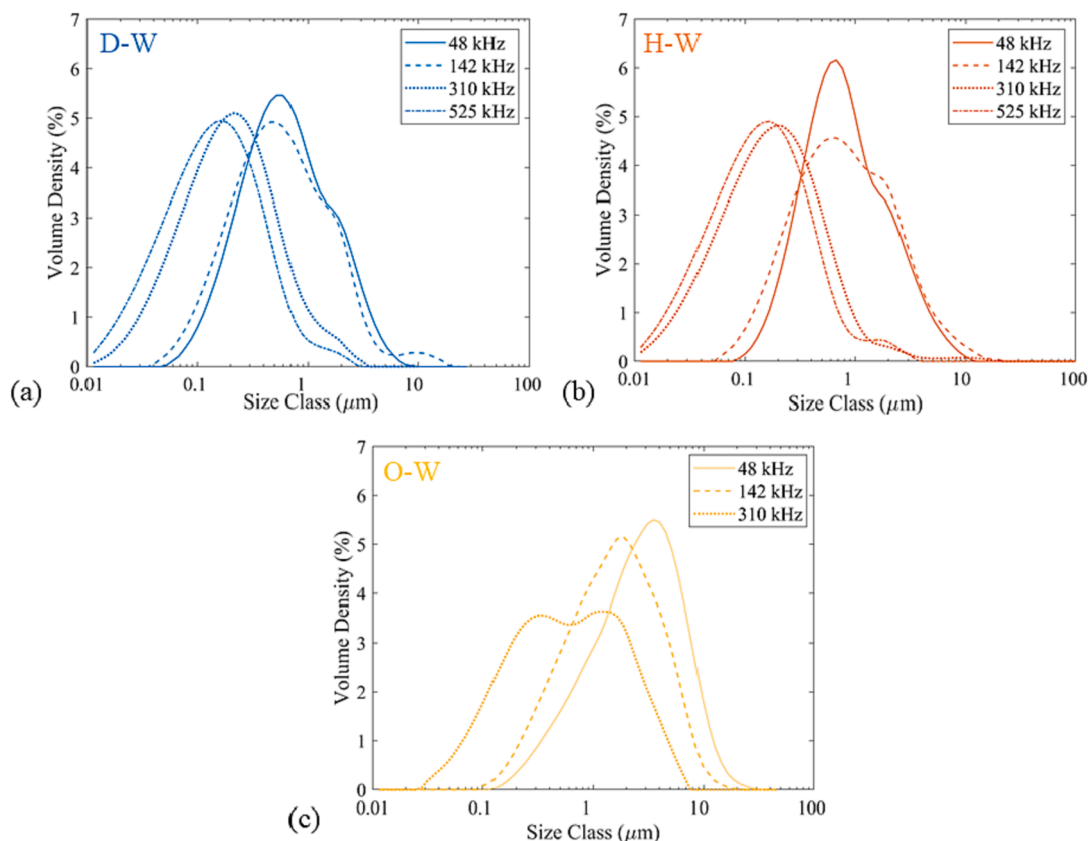 D-W
48 kHz
142 kHz
310 kHz
525 kHz
7
6
5
4
3
2
1
0
Volume Density (%)
0.01
0.1
1
10
100
Size Class (μm)
(a)
H-W
48 kHz
142 kHz
310 kHz
525 kHz
7
6
5
4
3
2
1
0
Volume Density (%)
0.01
0.1
1
10
100
Size Class (μm)
(b)
O-W
48 kHz
142 kHz
310 kHz
7
6
5
4
3
2
1
0
Volume Density (%)
0.01
0.1
1
10
100
Size Class (μm)
(c)